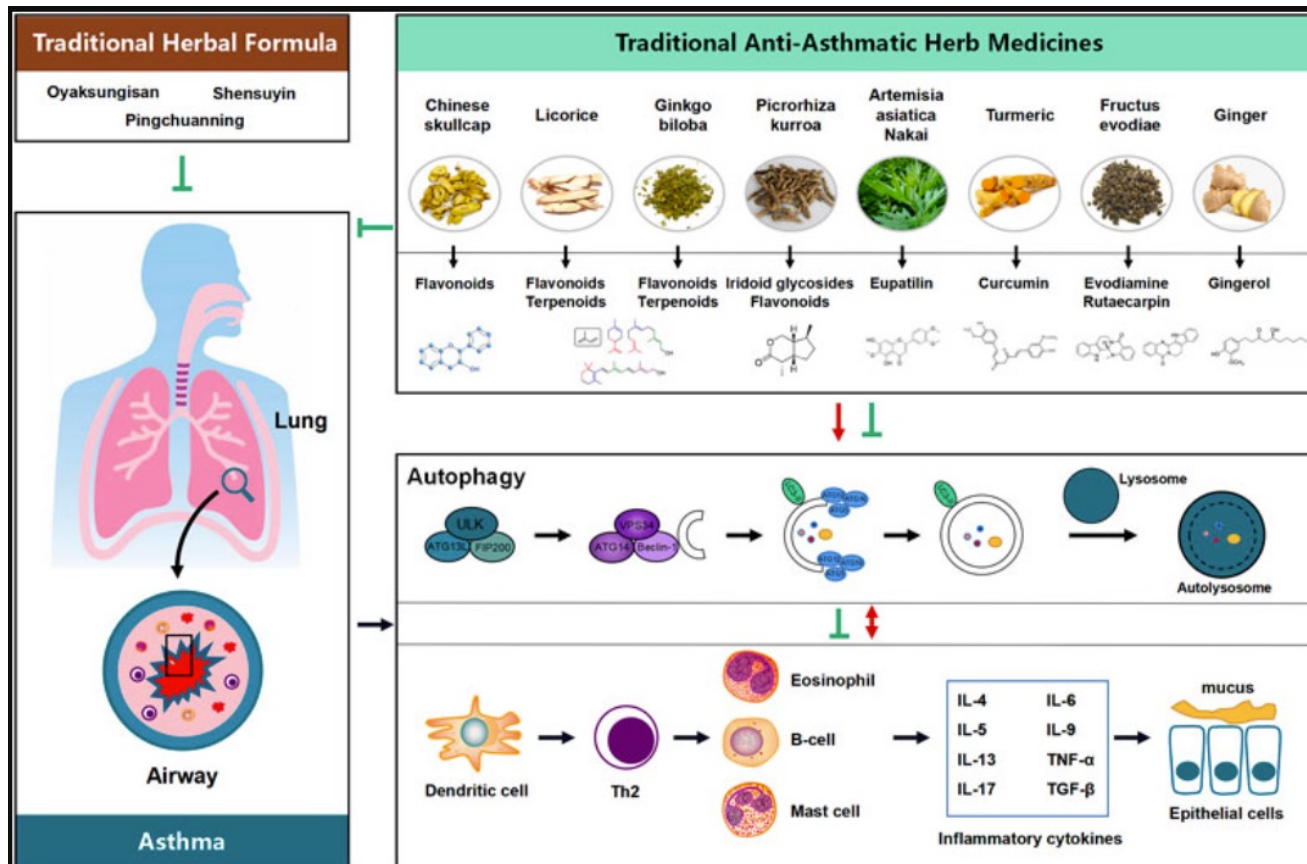 Traditional Herbal Formula
Oyaksungisan Shensuyin
Pingchuanning
Lung
Airway
Asthma
Traditional Anti-Asthmatic Herb Medicines
Chinese
skullcap
Licorice
Ginkgo
biloba
Picrorhiza
kurroa
Artemisia
asiatica
Nakai
Turmeric
Fructus
evodiae
Ginger
Flavonoids
Flavonoids
Terpenoids
Flavonoids
Terpenoids
Iridoid glycosides
Flavonoids
Eupatilin
Curcumin
Evodiamine
Rutaecarpin
Gingerol
Autophagy
ULK
ATG13L FIP200
VPS34
ATG14 Beclin-1
Lysosome
Autolysosome
Dendritic cell
Th2
Eosinophil
B-cell
Mast cell
IL-4 IL-6
IL-5 IL-9
IL-13 TNF-α
IL-17 TGF-β
Inflammatory cytokines
mucus
Epithelial cells